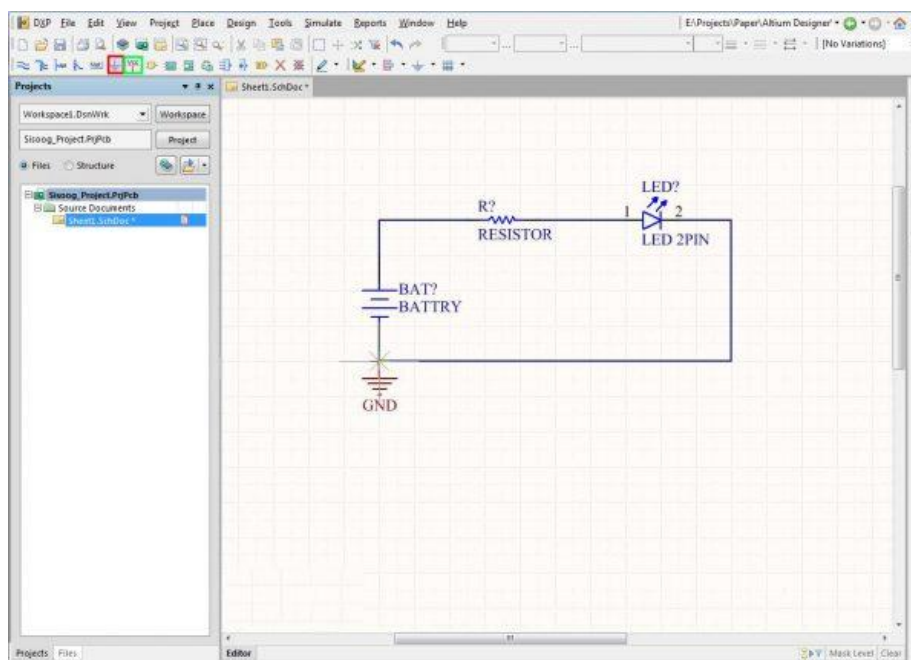 DXP File Edit View Project Place Design Tools Simulate Reports Window Help
E:\Projects\Paper\Altium Designer
[No Variations]
Projects
Sheet1.SchDoc *
Workspace1.DsnWrk
Workspace
Sisoog_Project.PrjPcb
Project
Files
Structure
Sisoog_Project.PrjPcb
Source Documents
Sheet1.SchDoc *
LED?
R?
1
2
RESISTOR
LED 2PIN
BAT?
BATTRY
GND
Projects
Files
Editor
Mask Level
Clear